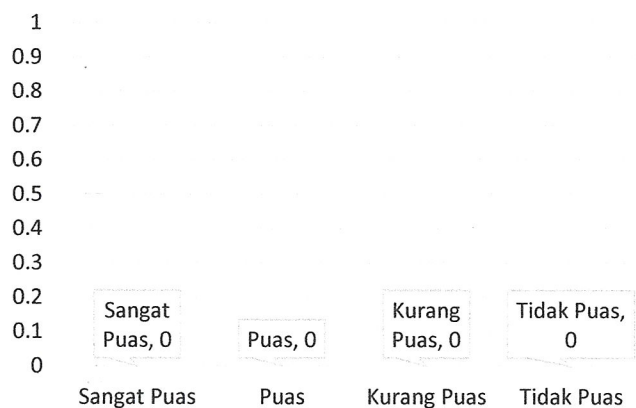 1
0.9
0.8
0.7
0.6
0.5
0.4
0.3
0.2
0.1
0
Sangat
Puas, 0
Puas, 0
Kurang
Puas, 0
Tidak Puas,
0
Sangat Puas
Puas
Kurang Puas
Tidak Puas